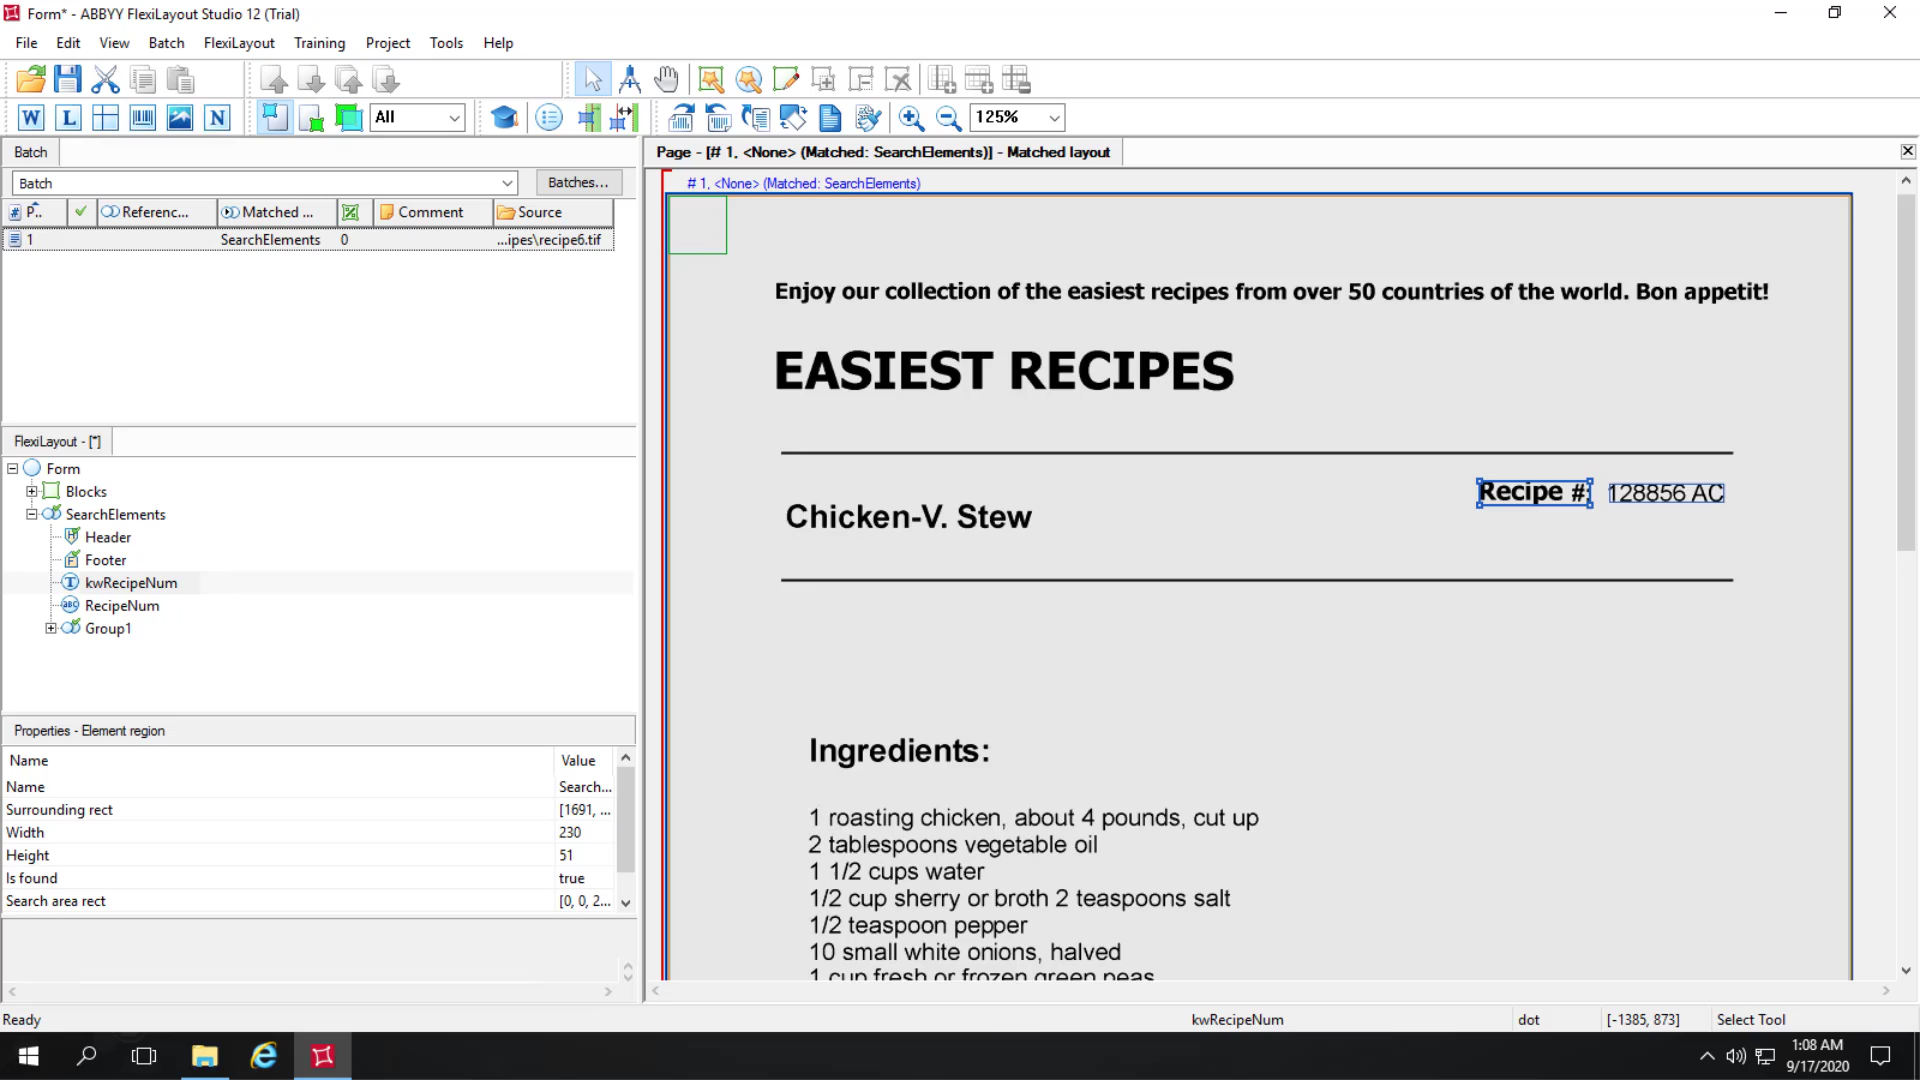 Form* - ABBYY FlexiLayout Studio 12 (Trial)
File Edit View Batch FlexiLayout Training Project Tools Help
W L N All 125%
Batch
Page - [# 1, <None> (Matched: SearchElements)] - Matched layout
Batch Batches...
# P.. Referenc... Matched ... Comment Source
1 SearchElements 0 ...ipes\recipe6.tif
FlexiLayout - [*]
Form
Blocks
SearchElements
Header
Footer
kwRecipeNum
RecipeNum
Group1
Properties - Element region
Name Value
Name Search...
Surrounding rect [1691, ...
Width 230
Height 51
Is found true
Search area rect [0, 0, 2...
# 1, <None> (Matched: SearchElements)
Enjoy our collection of the easiest recipes from over 50 countries of the world. Bon appetit!
EASIEST RECIPES
Recipe #: 128856 AC
Chicken-V. Stew
Ingredients:
1 roasting chicken, about 4 pounds, cut up
2 tablespoons vegetable oil
1 1/2 cups water
1/2 cup sherry or broth 2 teaspoons salt
1/2 teaspoon pepper
10 small white onions, halved
1 cup fresh or frozen green peas
Ready kwRecipeNum dot [-1385, 873] Select Tool
1:08 AM
9/17/2020